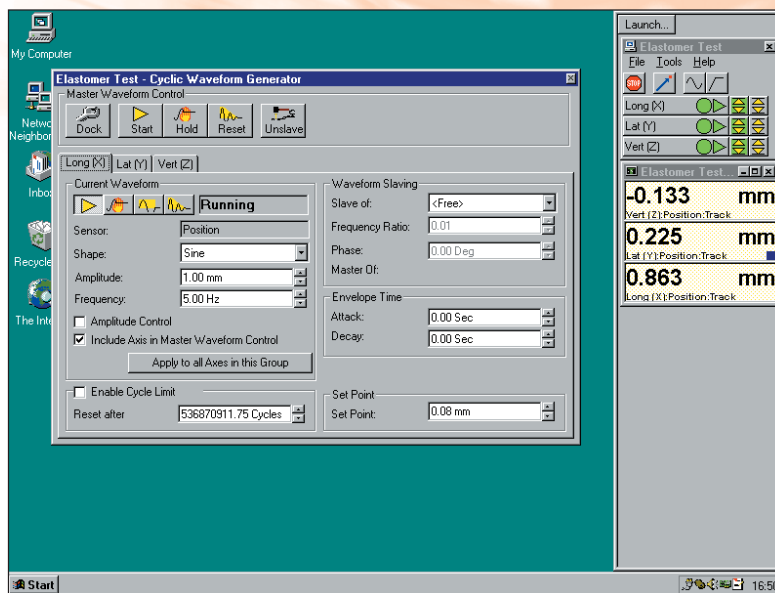 My Computer
Netwo
Neighborh
Inbo
Recycle
The Inte
Elastomer Test - Cyclic Waveform Generator
Master Waveform Control
Dock
Start
Hold
Reset
Unslave
Long (X)
Lat (Y)
Vert (Z)
Current Waveform
Running
Sensor:
Position
Shape:
Sine
Amplitude:
1.00 mm
Frequency:
5.00 Hz
Amplitude Control
Include Axis in Master Waveform Control
Apply to all Axes in this Group
Enable Cycle Limit
Reset after
536870911.75 Cycles
Waveform Slaving
Slave of:
<Free>
Frequency Ratio:
0.01
Phase:
0.00 Deg
Master Of:
Envelope Time
Attack:
0.00 Sec
Decay:
0.00 Sec
Set Point
Set Point:
0.08 mm
Launch...
Elastomer Test
File Tools Help
STOP
Long (X)
Lat (Y)
Vert (Z)
Elastomer Test...
-0.133 mm
Vert (Z):Position:Track
0.225 mm
Lat (Y):Position:Track
0.863 mm
Long (X):Position:Track
Start
16:50